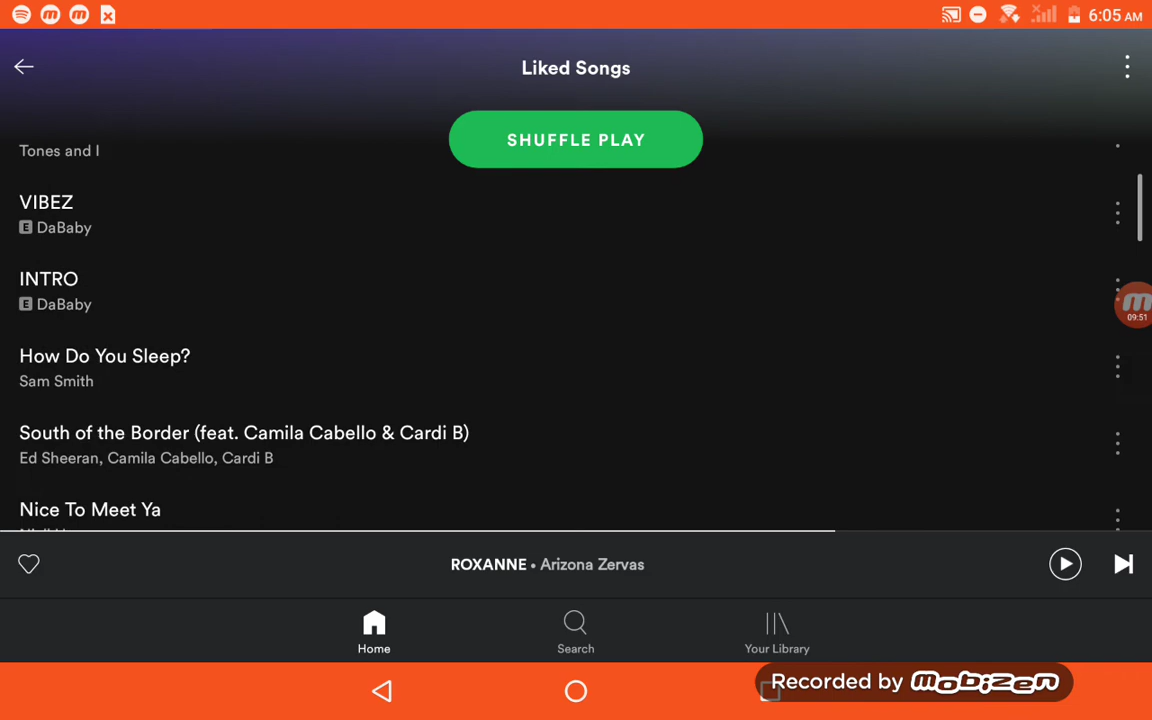 6:05 AM
Liked Songs
SHUFFLE PLAY
Tones and I
VIBEZ
E DaBaby
INTRO
E DaBaby
09:51
How Do You Sleep?
Sam Smith
South of the Border (feat. Camila Cabello & Cardi B)
Ed Sheeran, Camila Cabello, Cardi B
Nice To Meet Ya
ROXANNE • Arizona Zervas
Home
Search
Your Library
Recorded by mobizen